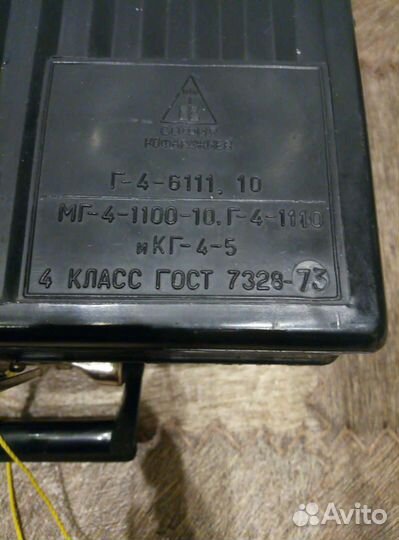 Г-4-6111, 10
МГ-4-1100-10, Г-4-1110
и КГ-4-5
4 КЛАСС ГОСТ 7328-73
Avito